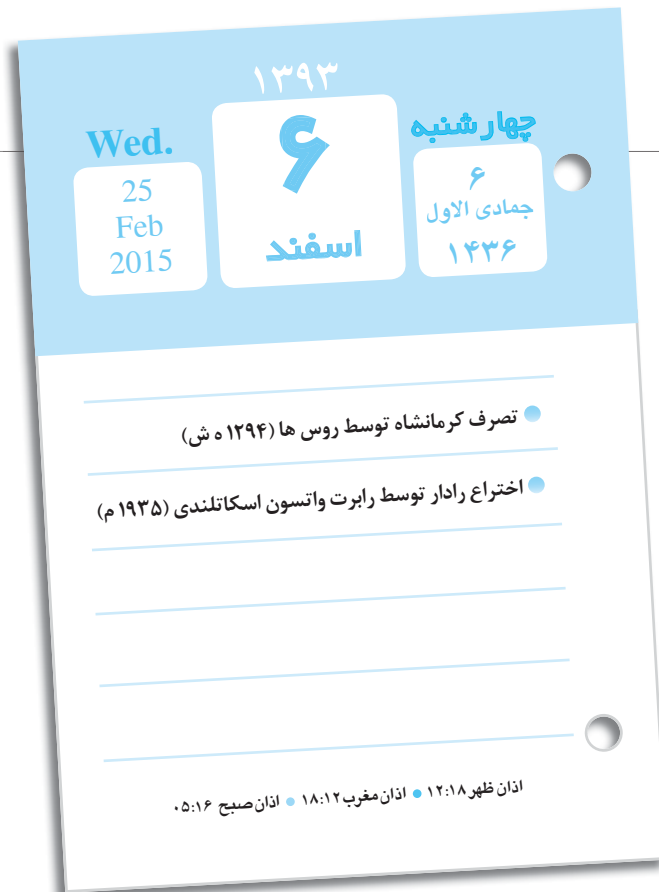 ۱۳۹۳
چهارشنبه
۶
جمادی الاول
۱۴۳۶
۶
اسفند
Wed.
25
Feb
2015
تصرف کرمانشاه توسط روس ها (۱۲۹۴ ه ش)
اختراع رادار توسط رابرت واتسون اسکاتلندی (۱۹۳۵ م)
اذان ظهر ۱۲:۱۸ • اذان مغرب ۱۸:۱۲ • اذان صبح ۰۵:۱۶